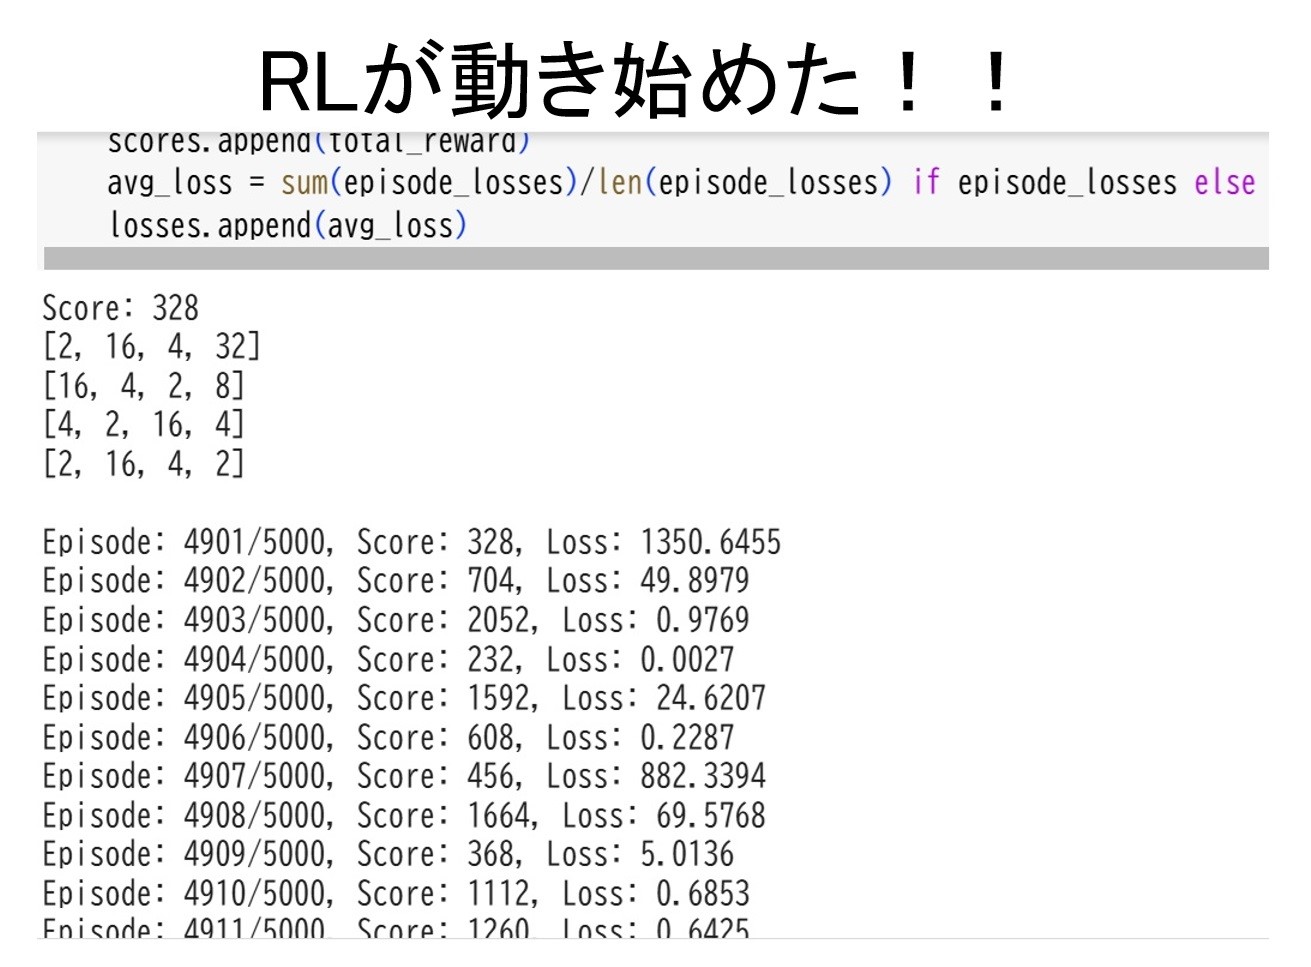 RLが動き始めた！！
scores.append(total_reward)
avg_loss = sum(episode_losses)/len(episode_losses) if episode_losses else
losses.append(avg_loss)
Score: 328
[2, 16, 4, 32]
[16, 4, 2, 8]
[4, 2, 16, 4]
[2, 16, 4, 2]
Episode: 4901/5000, Score: 328, Loss: 1350.6455
Episode: 4902/5000, Score: 704, Loss: 49.8979
Episode: 4903/5000, Score: 2052, Loss: 0.9769
Episode: 4904/5000, Score: 232, Loss: 0.0027
Episode: 4905/5000, Score: 1592, Loss: 24.6207
Episode: 4906/5000, Score: 608, Loss: 0.2287
Episode: 4907/5000, Score: 456, Loss: 882.3394
Episode: 4908/5000, Score: 1664, Loss: 69.5768
Episode: 4909/5000, Score: 368, Loss: 5.0136
Episode: 4910/5000, Score: 1112, Loss: 0.6853
Episode: 4911/5000, Score: 1260, Loss: 0.6425